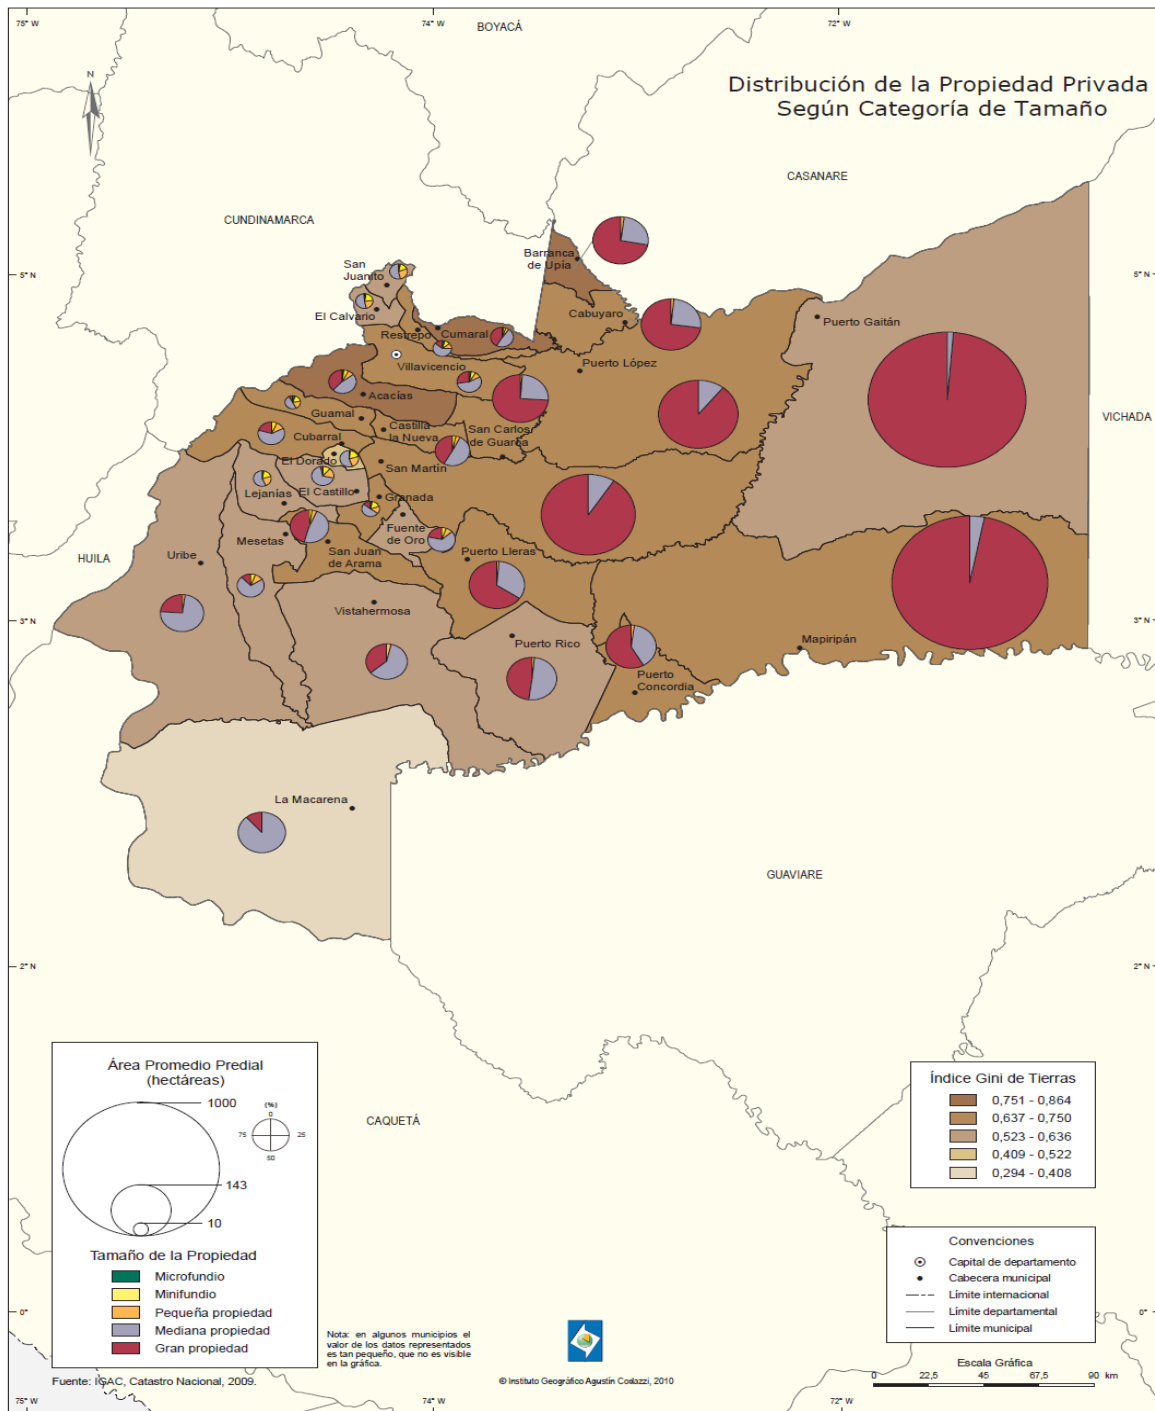 75° W
74° W
72° W
BOYACÁ
N
Distribución de la Propiedad Privada
Según Categoría de Tamaño
CASANARE
CUNDINAMARCA
5° N
5° N
Barranca
de Upía
San
Juanito
El Calvario
Cabuyaro
Puerto Gaitán
Restrepo
Cumaral
Villavicencio
Puerto López
Acacías
VICHADA
Guamal
Castilla
la Nueva
San Carlos
de Guaroa
Cubarral
El Dorado
San Martín
El Castillo
Lejanías
Granada
Fuente
de Oro
HUILA
Uribe
Mesetas
San Juan
de Arama
Puerto Lleras
Vistahermosa
3° N
3° N
Puerto Rico
Mapiripán
Puerto
Concordia
La Macarena
GUAVIARE
2° N
2° N
Área Promedio Predial
(hectáreas)
1000
143
10
(%)
0
75
25
50
Tamaño de la Propiedad
Microfundio
Minifundio
Pequeña propiedad
Mediana propiedad
Gran propiedad
CAQUETÁ
Índice Gini de Tierras
0,751 - 0,864
0,637 - 0,750
0,523 - 0,636
0,409 - 0,522
0,294 - 0,408
Convenciones
Capital de departamento
Cabecera municipal
Límite internacional
Límite departamental
Límite municipal
0°
0°
Nota: en algunos municipios el
valor de los datos representados
es tan pequeño, que no es visible
en la gráfica.
Escala Gráfica
0 22,5 45 67,5 90 km
Fuente: IGAC, Catastro Nacional, 2009.
© Instituto Geográfico Agustín Codazzi, 2010
75° W
74° W
72° W